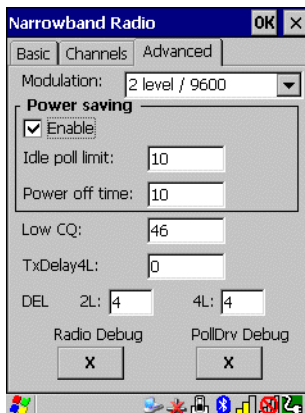 Narrowband Radio OK ×
Basic Channels Advanced
Modulation: 2 level / 9600
Power saving
Enable
Idle poll limit: 10
Power off time: 10
Low CQ: 46
TxDelay4L: 0
DEL 2L: 4 4L: 4
Radio Debug PollDrv Debug
X X